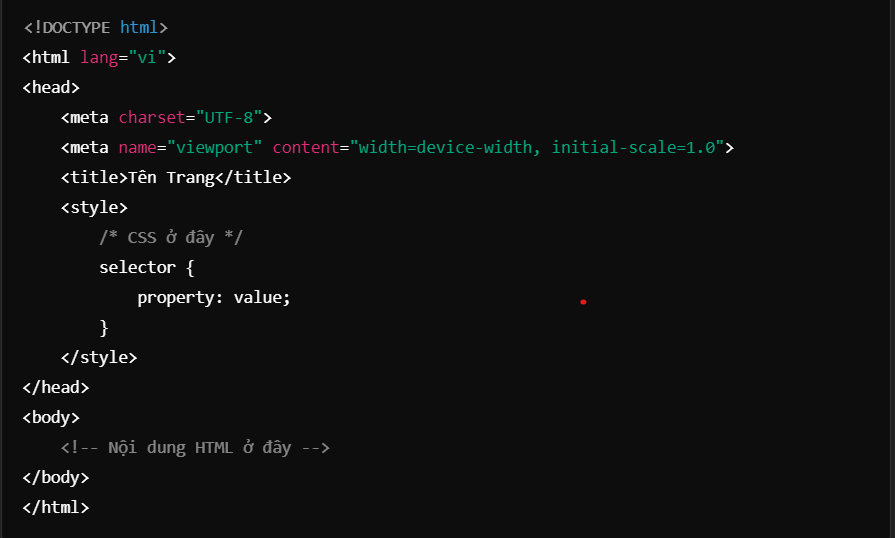 <!DOCTYPE html>
<html lang="vi">
<head>
    <meta charset="UTF-8">
    <meta name="viewport" content="width=device-width, initial-scale=1.0">
    <title>Tên Trang</title>
    <style>
        /* CSS ở đây */
        selector {
            property: value;
        }
    </style>
</head>
<body>
    <!-- Nội dung HTML ở đây -->
</body>
</html>